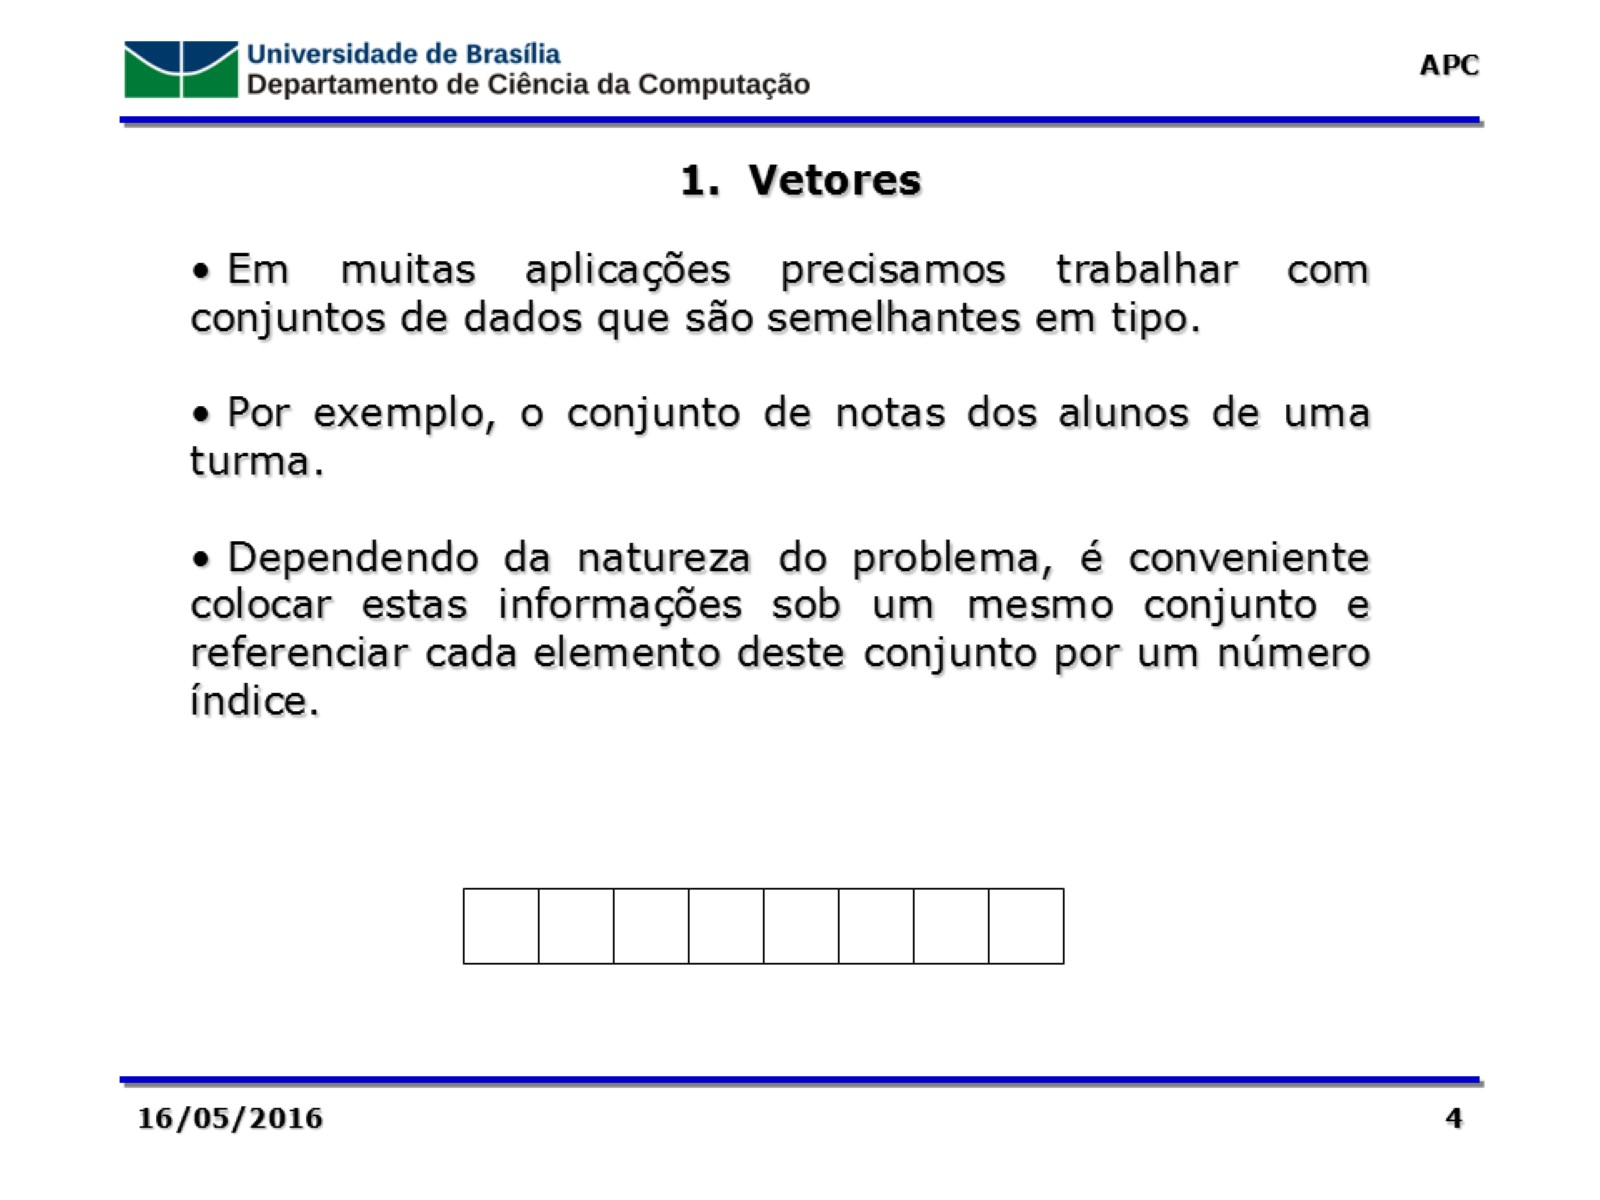 Universidade de Brasília
Departamento de Ciência da Computação
APC
1. Vetores
• Em muitas aplicações precisamos trabalhar com
conjuntos de dados que são semelhantes em tipo.
• Por exemplo, o conjunto de notas dos alunos de uma
turma.
• Dependendo da natureza do problema, é conveniente
colocar estas informações sob um mesmo conjunto e
referenciar cada elemento deste conjunto por um número
índice.
16/05/2016
4